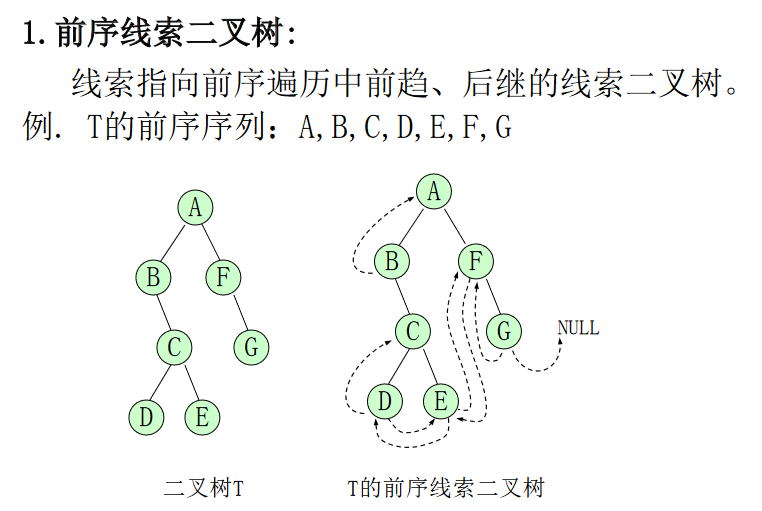 1.前序线索二叉树:
线索指向前序遍历中前趋、后继的线索二叉树。
例. T的前序序列：A,B,C,D,E,F,G
A
B F
C G
D E
A
B F
C G NULL
D E
二叉树T
T的前序线索二叉树